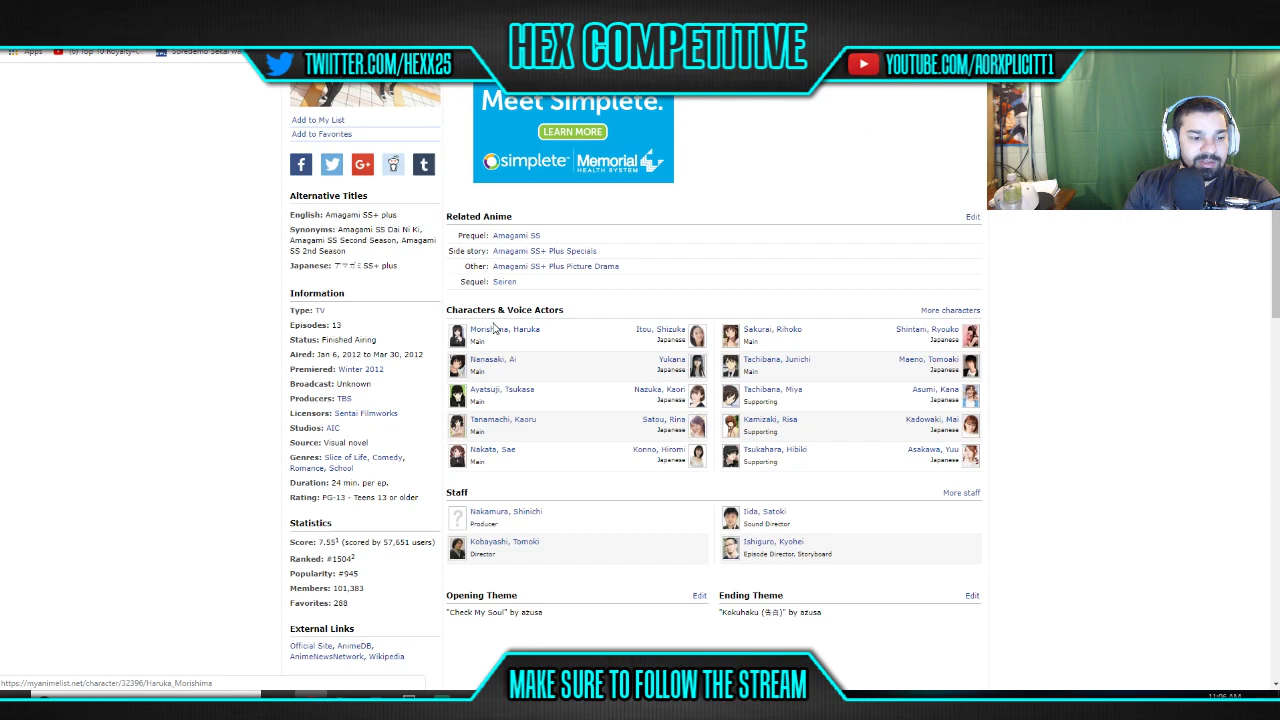 HEX COMPETITIVE
TWITTER.COM/HEXX25
YOUTUBE.COM/AORXPLICITT1
Apps
Meet Simplete.
LEARN MORE
simplete™ Memorial
HEALTH SYSTEM
Add to My List
Add to Favorites
Alternative Titles
English: Amagami SS+ plus
Synonyms: Amagami SS Dai Ni Ki,
Amagami SS Second Season, Amagami
SS 2nd Season
Japanese: アマガミSS+ plus
Information
Type: TV
Episodes: 13
Status: Finished Airing
Aired: Jan 6, 2012 to Mar 30, 2012
Premiered: Winter 2012
Broadcast: Unknown
Producers: TBS
Licensors: Sentai Filmworks
Studios: AIC
Source: Visual novel
Genres: Slice of Life, Comedy,
Romance, School
Duration: 24 min. per ep.
Rating: PG-13 - Teens 13 or older
Statistics
Score: 7.55¹ (scored by 57,651 users)
Ranked: #1504²
Popularity: #945
Members: 101,383
Favorites: 288
External Links
Official Site, AnimeDB,
AnimeNewsNetwork, Wikipedia
Related Anime Edit
Prequel: Amagami SS
Side story: Amagami SS+ Plus Specials
Other: Amagami SS+ Plus Picture Drama
Sequel: Seiren
Characters & Voice Actors More characters
Morishima, Haruka Itou, Shizuka
Main Japanese
Nanasaki, Ai Yukana
Main Japanese
Ayatsuji, Tsukasa Nazuka, Kaori
Main Japanese
Tanamachi, Kaoru Satou, Rina
Main Japanese
Nakata, Sae Konno, Hiromi
Main Japanese
Sakurai, Rihoko Shintani, Ryouko
Main Japanese
Tachibana, Junichi Maeno, Tomoaki
Main Japanese
Tachibana, Miya Asumi, Kana
Supporting Japanese
Kamizaki, Risa Kadowaki, Mai
Supporting Japanese
Tsukahara, Hibiki Asakawa, Yuu
Supporting Japanese
Staff More staff
Nakamura, Shinichi
Producer
Kobayashi, Tomoki
Director
Iida, Satoki
Sound Director
Ishiguro, Kyohei
Episode Director, Storyboard
Opening Theme Edit
"Check My Soul" by azusa
Ending Theme Edit
"Kokuhaku (告白)" by azusa
https://myanimelist.net/character/32396/Haruka_Morishima
MAKE SURE TO FOLLOW THE STREAM